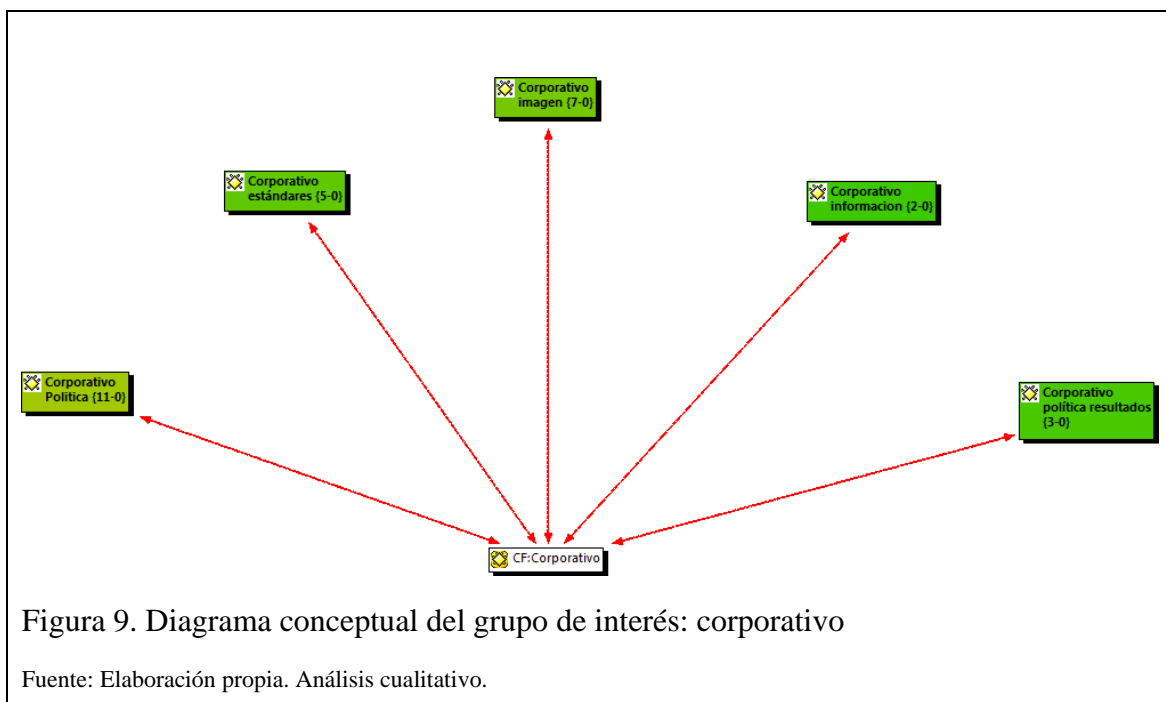 Corporativo
imagen {7-0}
Corporativo
estándares {5-0}
Corporativo
informacion {2-0}
Corporativo
Politica {11-0}
Corporativo
política resultados
{3-0}
CF:Corporativo
Figura 9. Diagrama conceptual del grupo de interés: corporativo
Fuente: Elaboración propia. Análisis cualitativo.